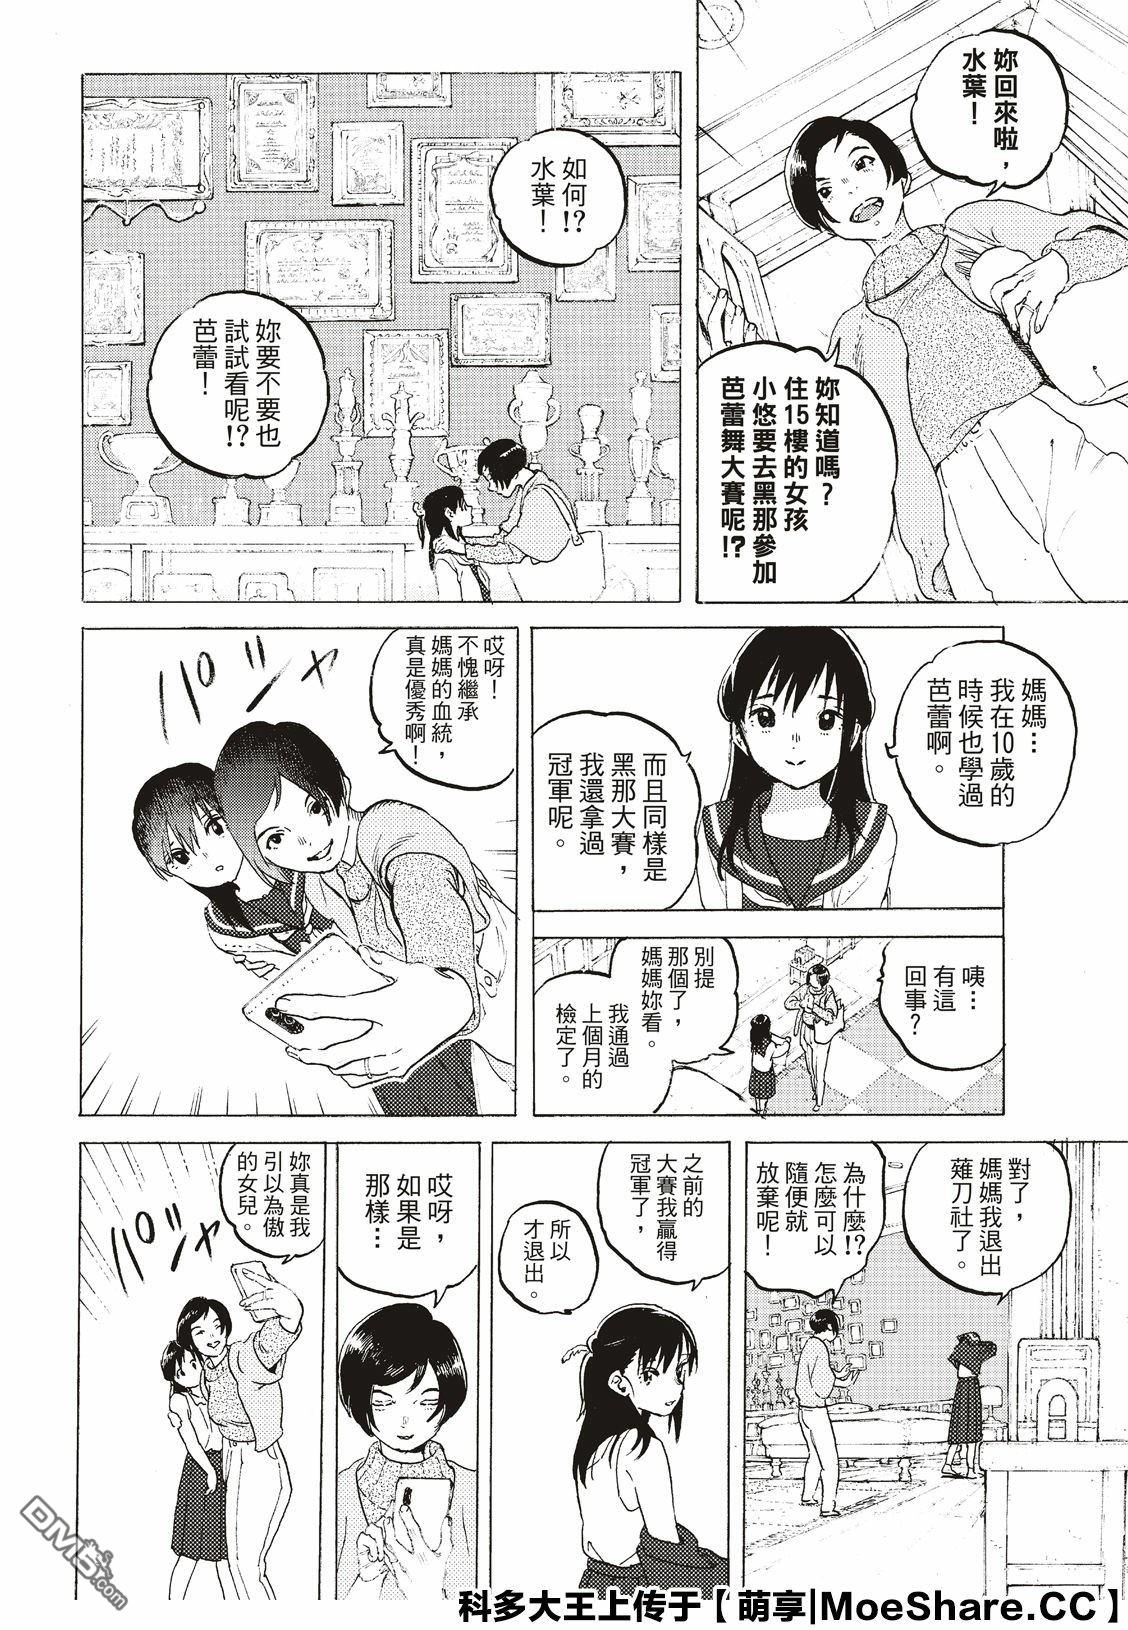 妳回來啦，
水葉！
妳知道嗎？
住15樓的女孩
小悠要去黑那參加
芭蕾舞大賽呢!?
如何!?
水葉！
妳要不要也
試試看呢!?
芭蕾！
媽媽…
我在10歲的
時候也學過
芭蕾啊。
而且同樣是
黑那大賽，
我還拿過
冠軍呢。
咦…
有這
回事？
別提
那個了，
媽媽妳看。
我通過
上個月的
檢定了。
哎呀！
不愧繼承
媽媽的血統，
真是優秀啊！
パシャ
對了，
媽媽我退出
薙刀社了。
為什麼!?
怎麼可以
隨便就
放棄呢！
之前的
大賽我贏得
冠軍了，
所以
才退出。
哎呀，
如果是
那樣…
妳真是我
引以為傲
的女兒。
パシャ
DM5
科多大王上传于【萌享|MoeShare.CC】